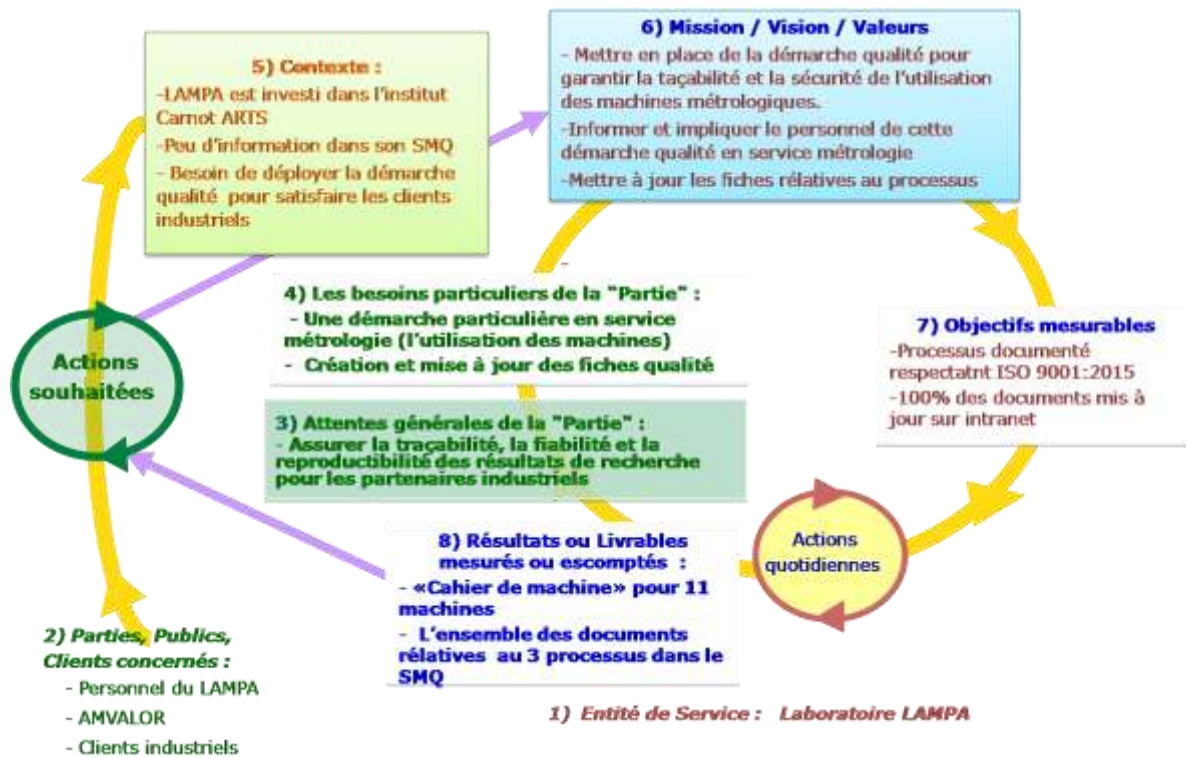 6) Mission / Vision / Valeurs
- Mettre en place de la démarche qualité pour
garantir la taçabilité et la sécurité de l'utilisation
des machines métrologiques.
-Informer et impliquer le personnel de cette
démarche qualité en service métrologie
-Mettre à jour les fiches rélatives au processus
5) Contexte :
-LAMPA est investi dans l'institut
Carnot ARTS
-Peu d'information dans son SMQ
- Besoin de déployer la démarche
qualité pour satisfaire les clients
industriels
4) Les besoins particuliers de la "Partie" :
- Une démarche particulière en service
métrologie (l'utilisation des machines)
- Création et mise à jour des fiches qualité
7) Objectifs mesurables
-Processus documenté
respectatnt ISO 9001:2015
-100% des documents mis à
jour sur intranet
Actions
souhaitées
3) Attentes générales de la "Partie" :
- Assurer la traçabilité, la fiabilité et la
reproductibilité des résultats de recherche
pour les partenaires industriels
8) Résultats ou Livrables
mesurés ou escomptés :
- «Cahier de machine» pour 11
machines
- L'ensemble des documents
rélatives au 3 processus dans le
SMQ
Actions
quotidiennes
2) Parties, Publics,
Clients concernés :
- Personnel du LAMPA
- AMVALOR
- Clients industriels
1) Entité de Service : Laboratoire LAMPA